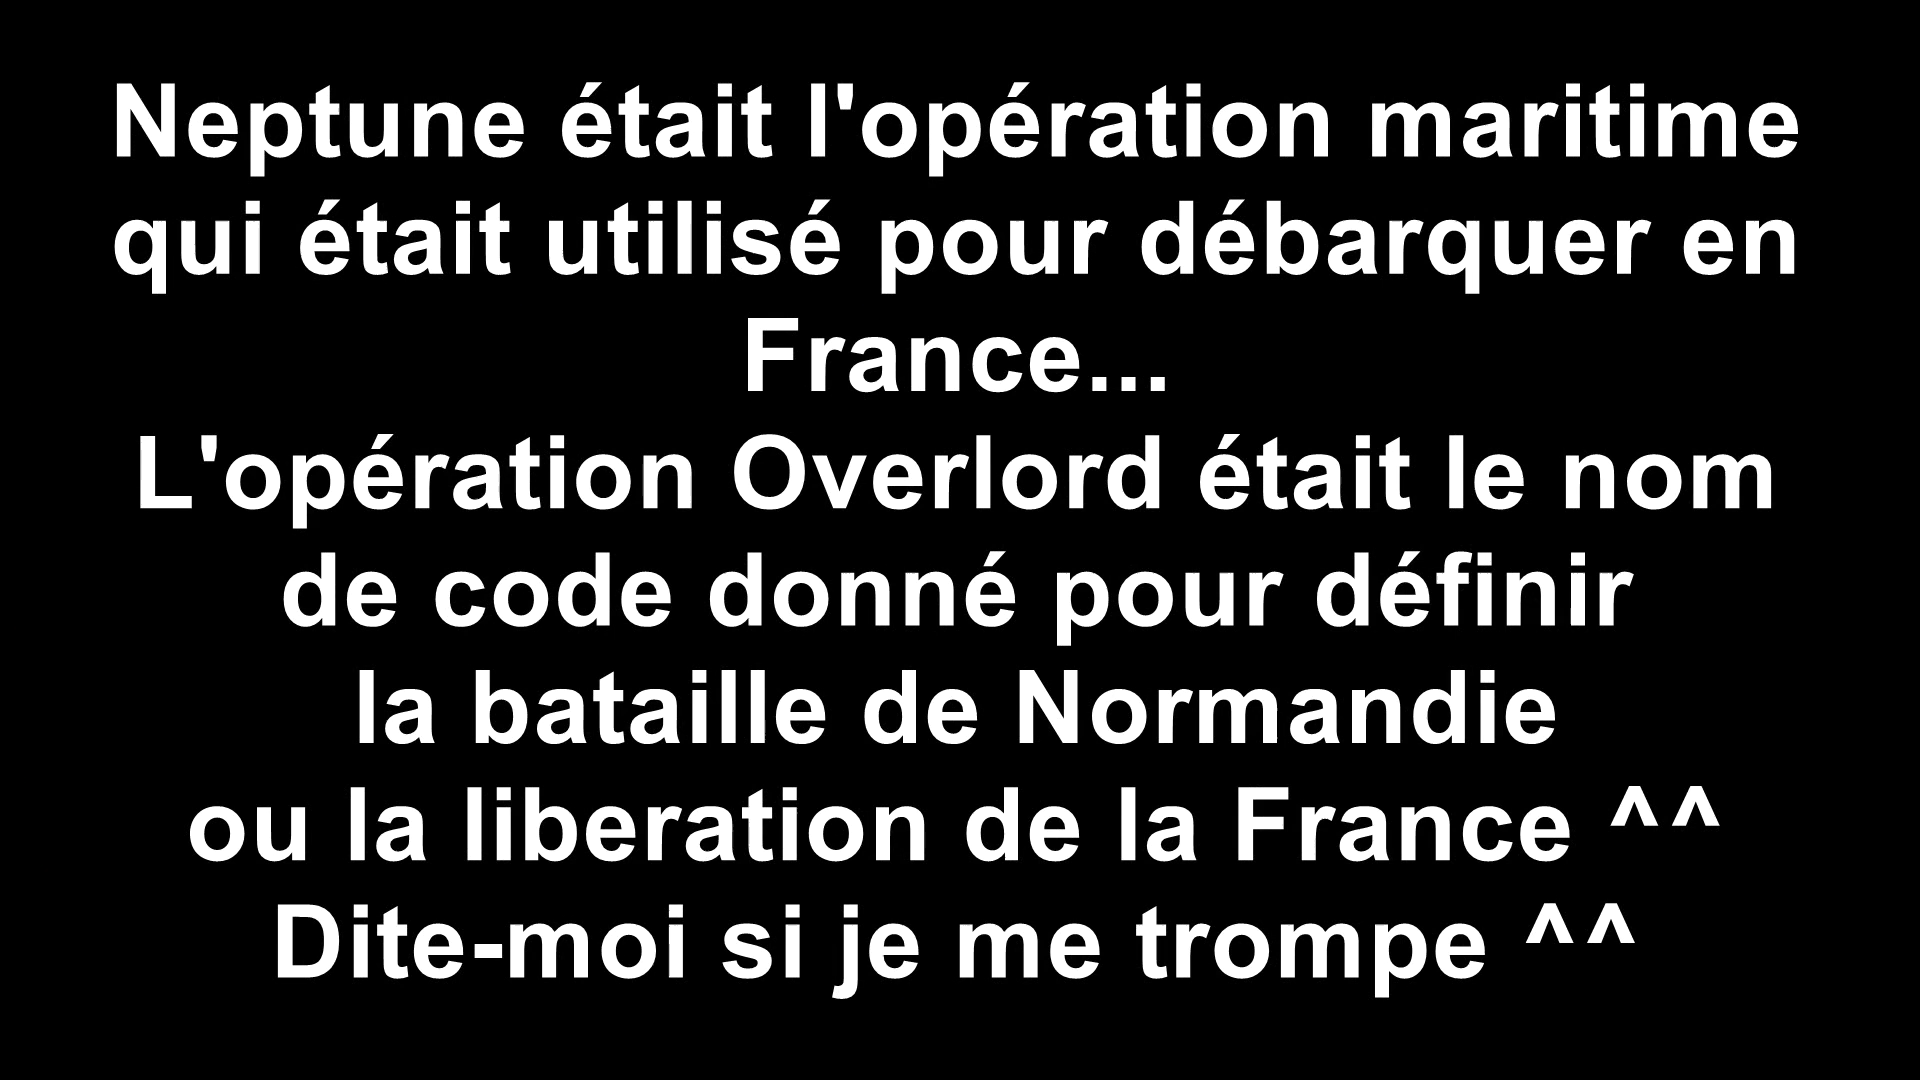 Neptune était l'opération maritime
qui était utilisé pour débarquer en
France...
L'opération Overlord était le nom
de code donné pour définir
la bataille de Normandie
ou la liberation de la France ^^
Dite-moi si je me trompe ^^